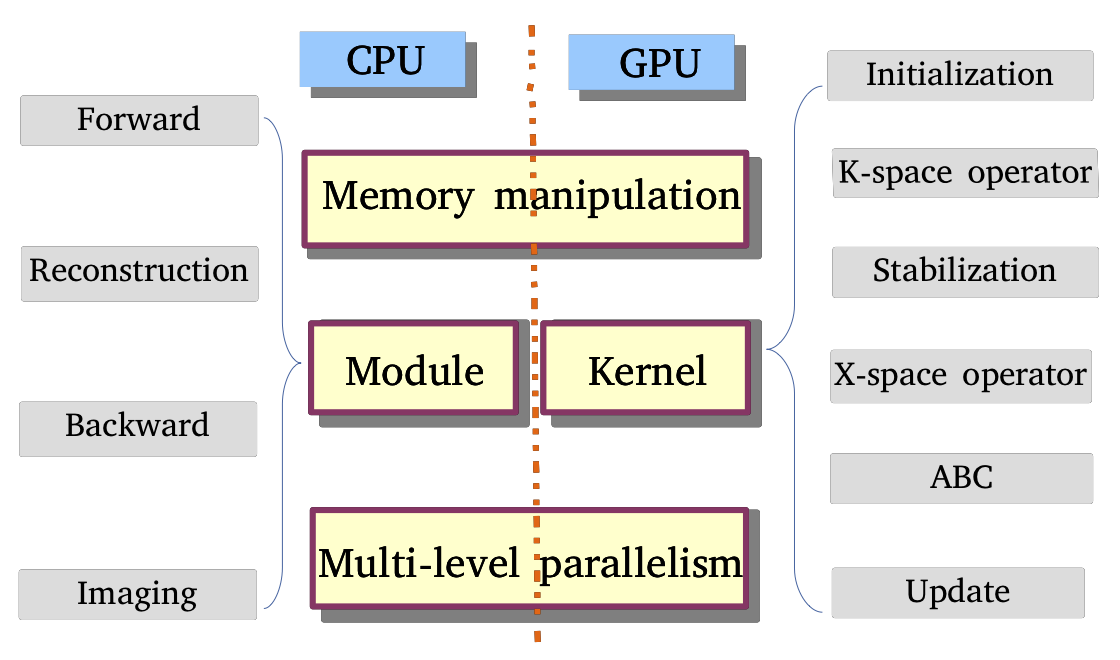 CPU
GPU
Forward
Reconstruction
Backward
Imaging
Memory manipulation
Module
Kernel
Multi-level parallelism
Initialization
K-space operator
Stabilization
X-space operator
ABC
Update